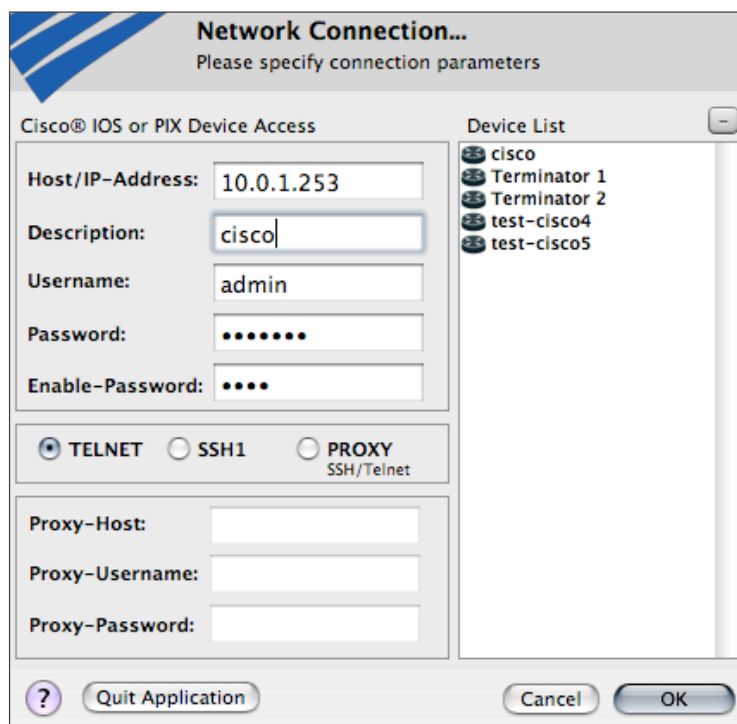 Network Connection...
Please specify connection parameters
Cisco® IOS or PIX Device Access
Host/IP-Address: 10.0.1.253
Description: cisco
Username: admin
Password: •••••••
Enable-Password: ••••
TELNET SSH1 PROXY
SSH/Telnet
Proxy-Host:
Proxy-Username:
Proxy-Password:
Device List -
cisco
Terminator 1
Terminator 2
test-cisco4
test-cisco5
? Quit Application Cancel OK